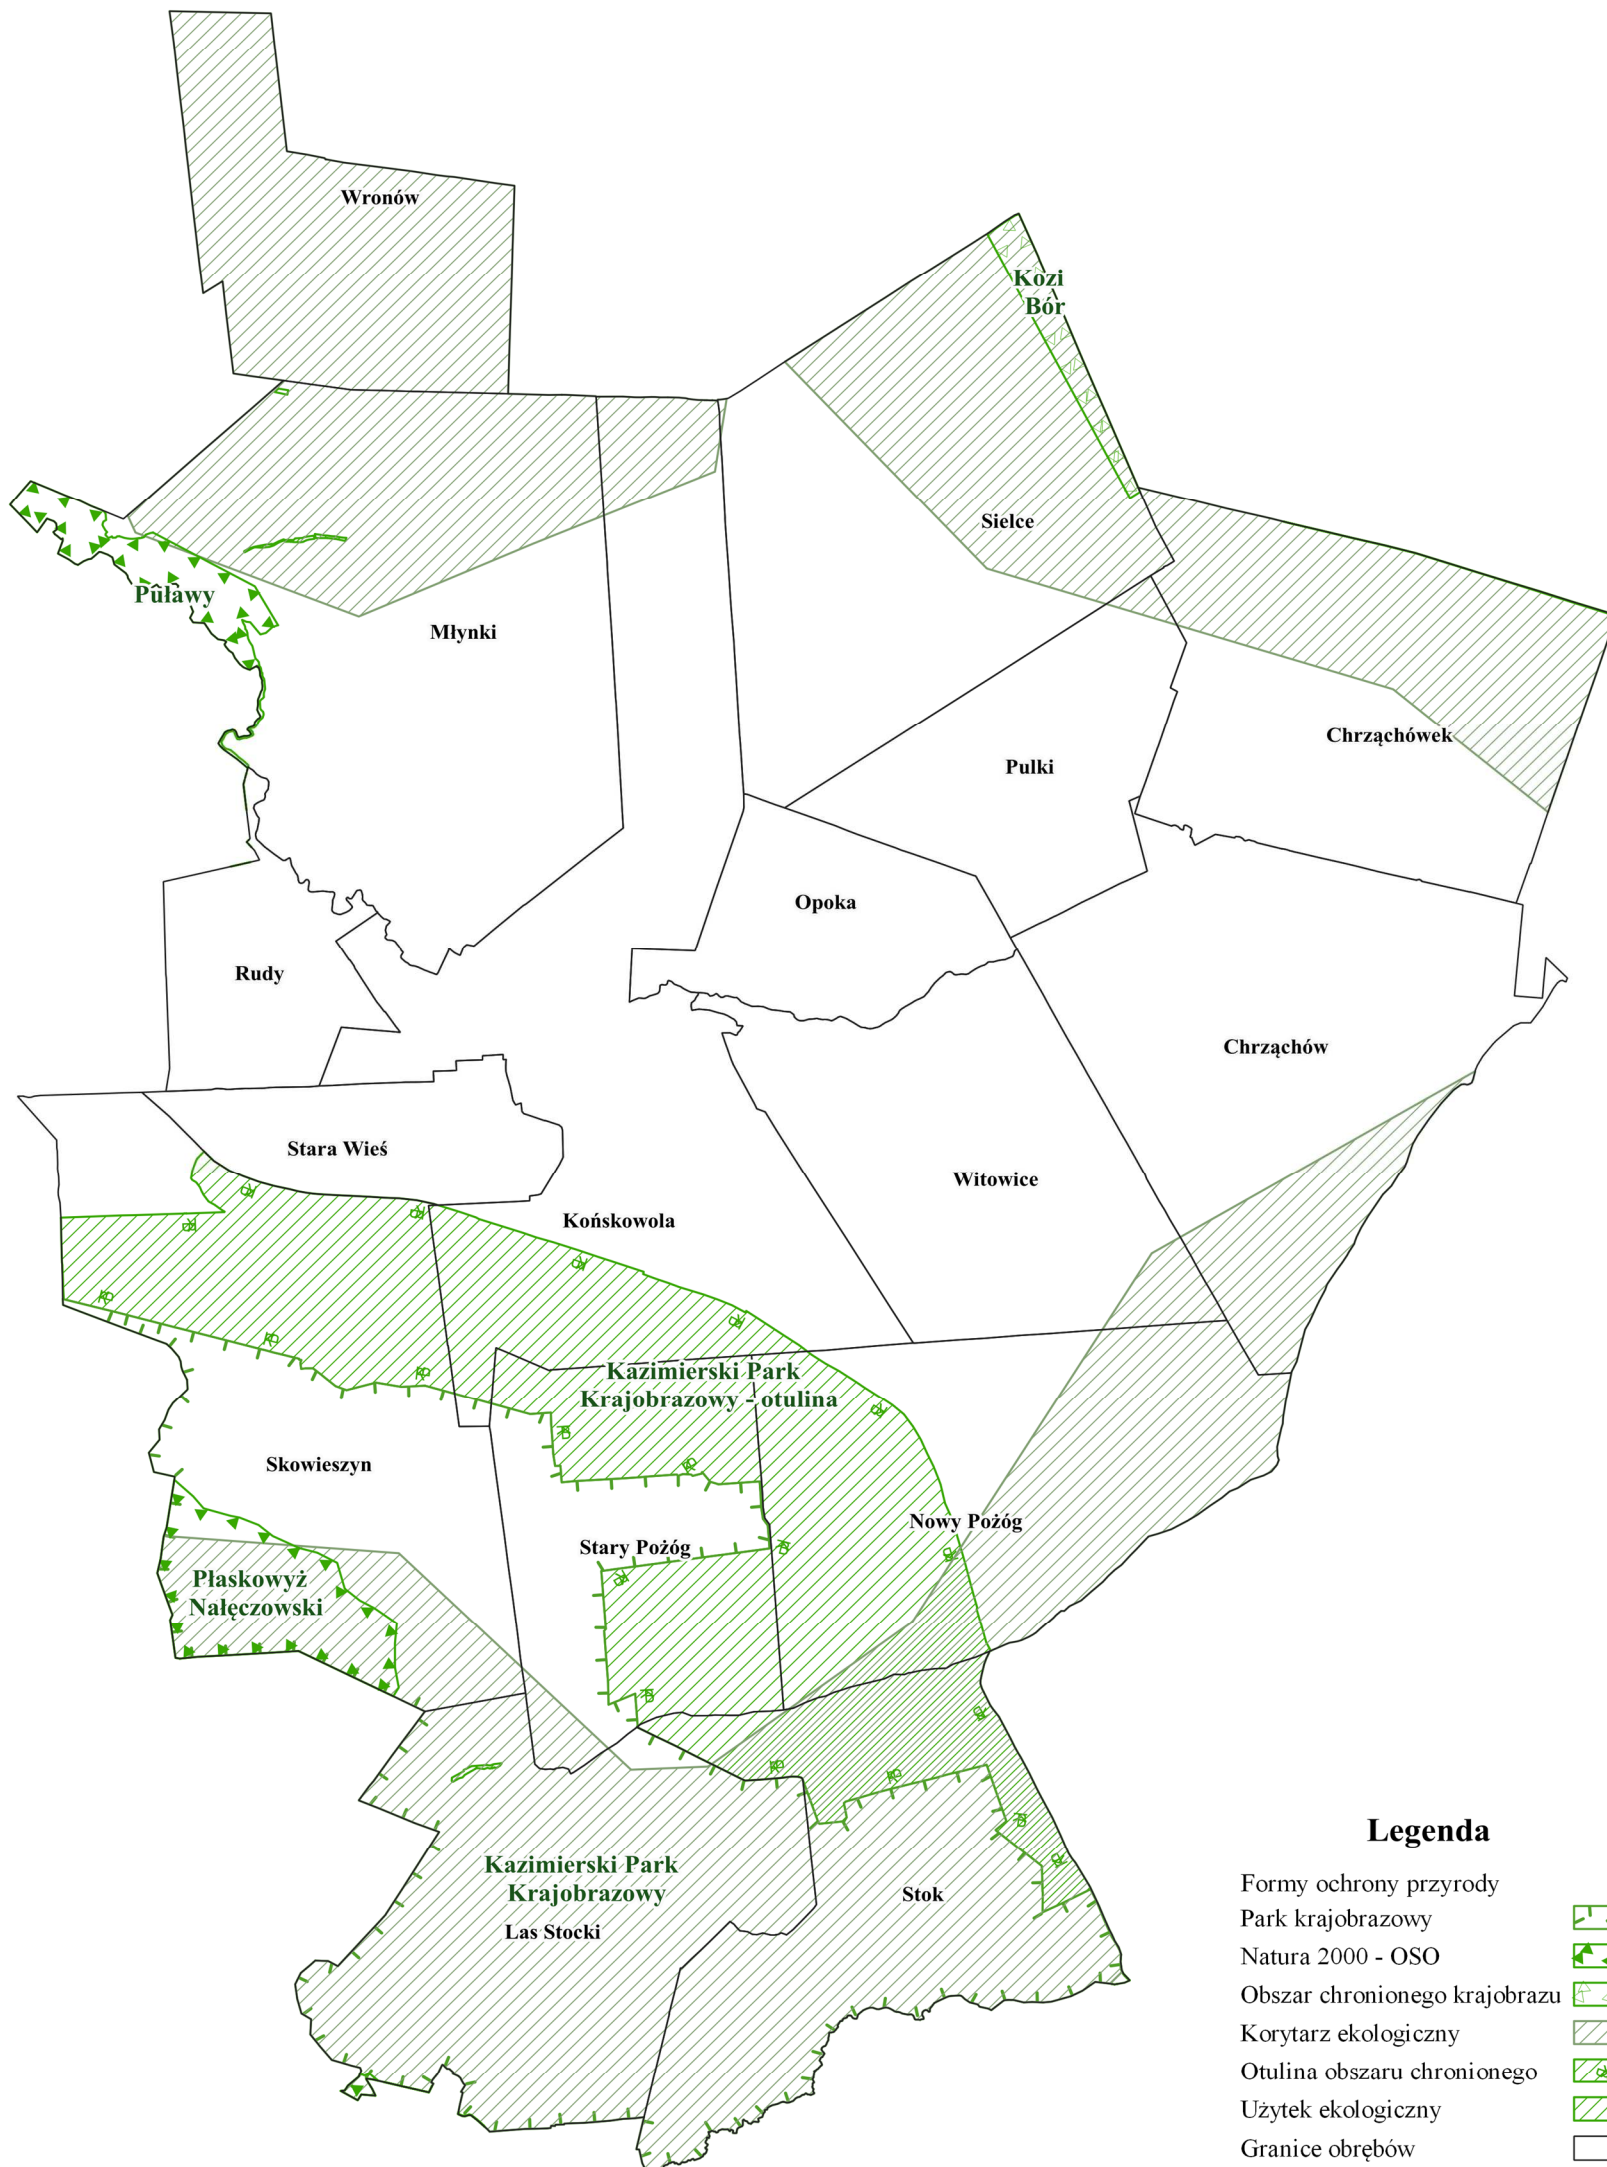 Wronów
Kozi
Bór
Sielce
Puławy
Młynki
Chrząchówek
Pulki
Opoka
Rudy
Chrząchów
Stara Wieś
Witowice
Końskowola
Kazimierski Park
Krajobrazowy - otulina
Skowieszyn
Nowy Pożóg
Stary Pożóg
Płaskowyż
Nałęczowski
Kazimierski Park
Krajobrazowy
Stok
Las Stocki
Legenda
Formy ochrony przyrody
Park krajobrazowy
Natura 2000 - OSO
Obszar chronionego krajobrazu
Korytarz ekologiczny
Otulina obszaru chronionego
Użytek ekologiczny
Granice obrębów